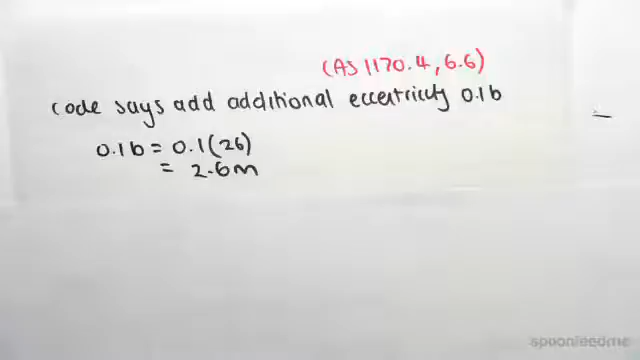 (AS 1170.4, 6.6)
code says add additional eccentricity 0.1b
0.1b = 0.1(26)
= 2.6m
spoonfeedme